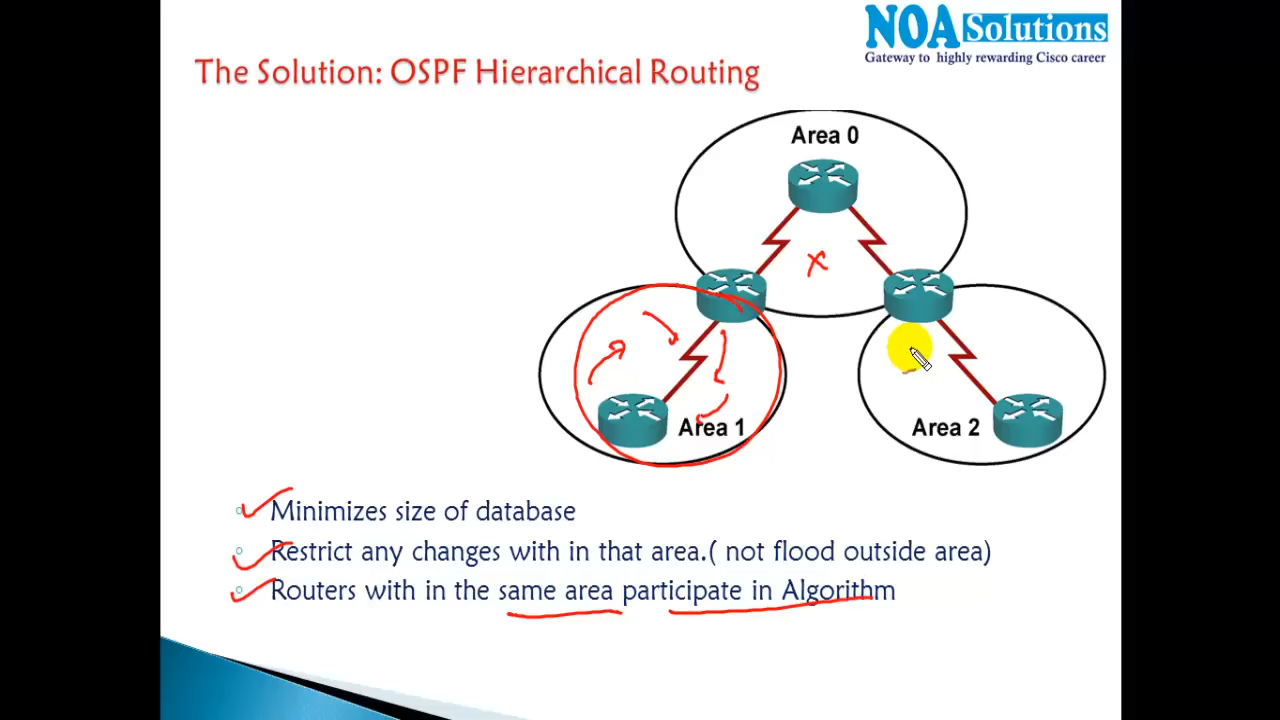 NOA Solutions
Gateway to highly rewarding Cisco career
The Solution: OSPF Hierarchical Routing
Area 0
Area 1
Area 2
Minimizes size of database
Restrict any changes with in that area.( not flood outside area)
Routers with in the same area participate in Algorithm